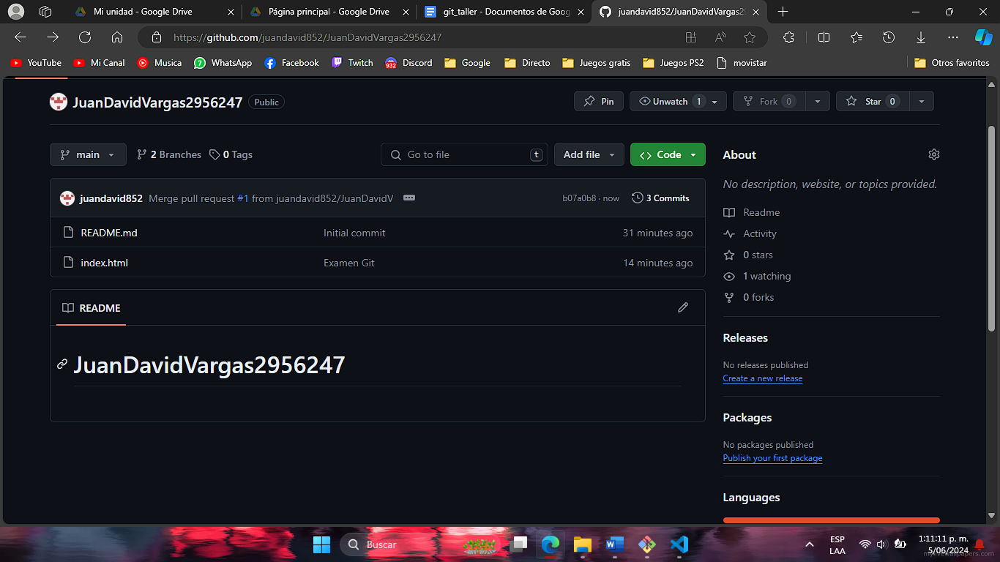 Mi unidad - Google Drive
Página principal - Google Drive
git_taller - Documentos de Goog
juandavid852/JuanDavidVargas29
https://github.com/juandavid852/JuanDavidVargas2956247
YouTube
Mi Canal
Musica
7 WhatsApp
Facebook
Twitch
932 Discord
Google
Directo
Juegos gratis
Juegos PS2
movistar
Otros favoritos
JuanDavidVargas2956247 Public
Pin
Unwatch 1
Fork 0
Star 0
main
2 Branches
0 Tags
Go to file t
Add file
<> Code
juandavid852 Merge pull request #1 from juandavid852/JuanDavidV
b07a0b8 · now
3 Commits
README.md Initial commit 31 minutes ago
index.html Examen Git 14 minutes ago
README
JuanDavidVargas2956247
About
No description, website, or topics provided.
Readme
Activity
0 stars
1 watching
0 forks
Releases
No releases published
Create a new release
Packages
No packages published
Publish your first package
Languages
Buscar
ESP
LAA
1:11:11 p. m.
5/06/2024
mylivewallpapers.com